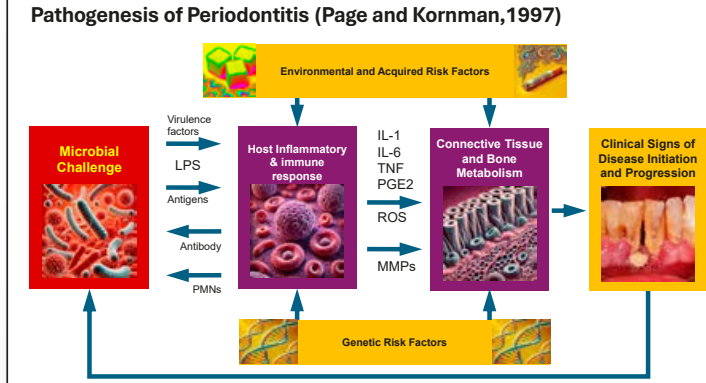 Pathogenesis of Periodontitis (Page and Kornman,1997)
Environmental and Acquired Risk Factors
Microbial
Challenge
Virulence
factors
LPS
Antigens
Antibody
PMNs
Host Inflammatory
& immune
response
IL-1
IL-6
TNF
PGE2
ROS
MMPs
Connective Tissue
and Bone
Metabolism
Clinical Signs of
Disease Initiation
and Progression
Genetic Risk Factors